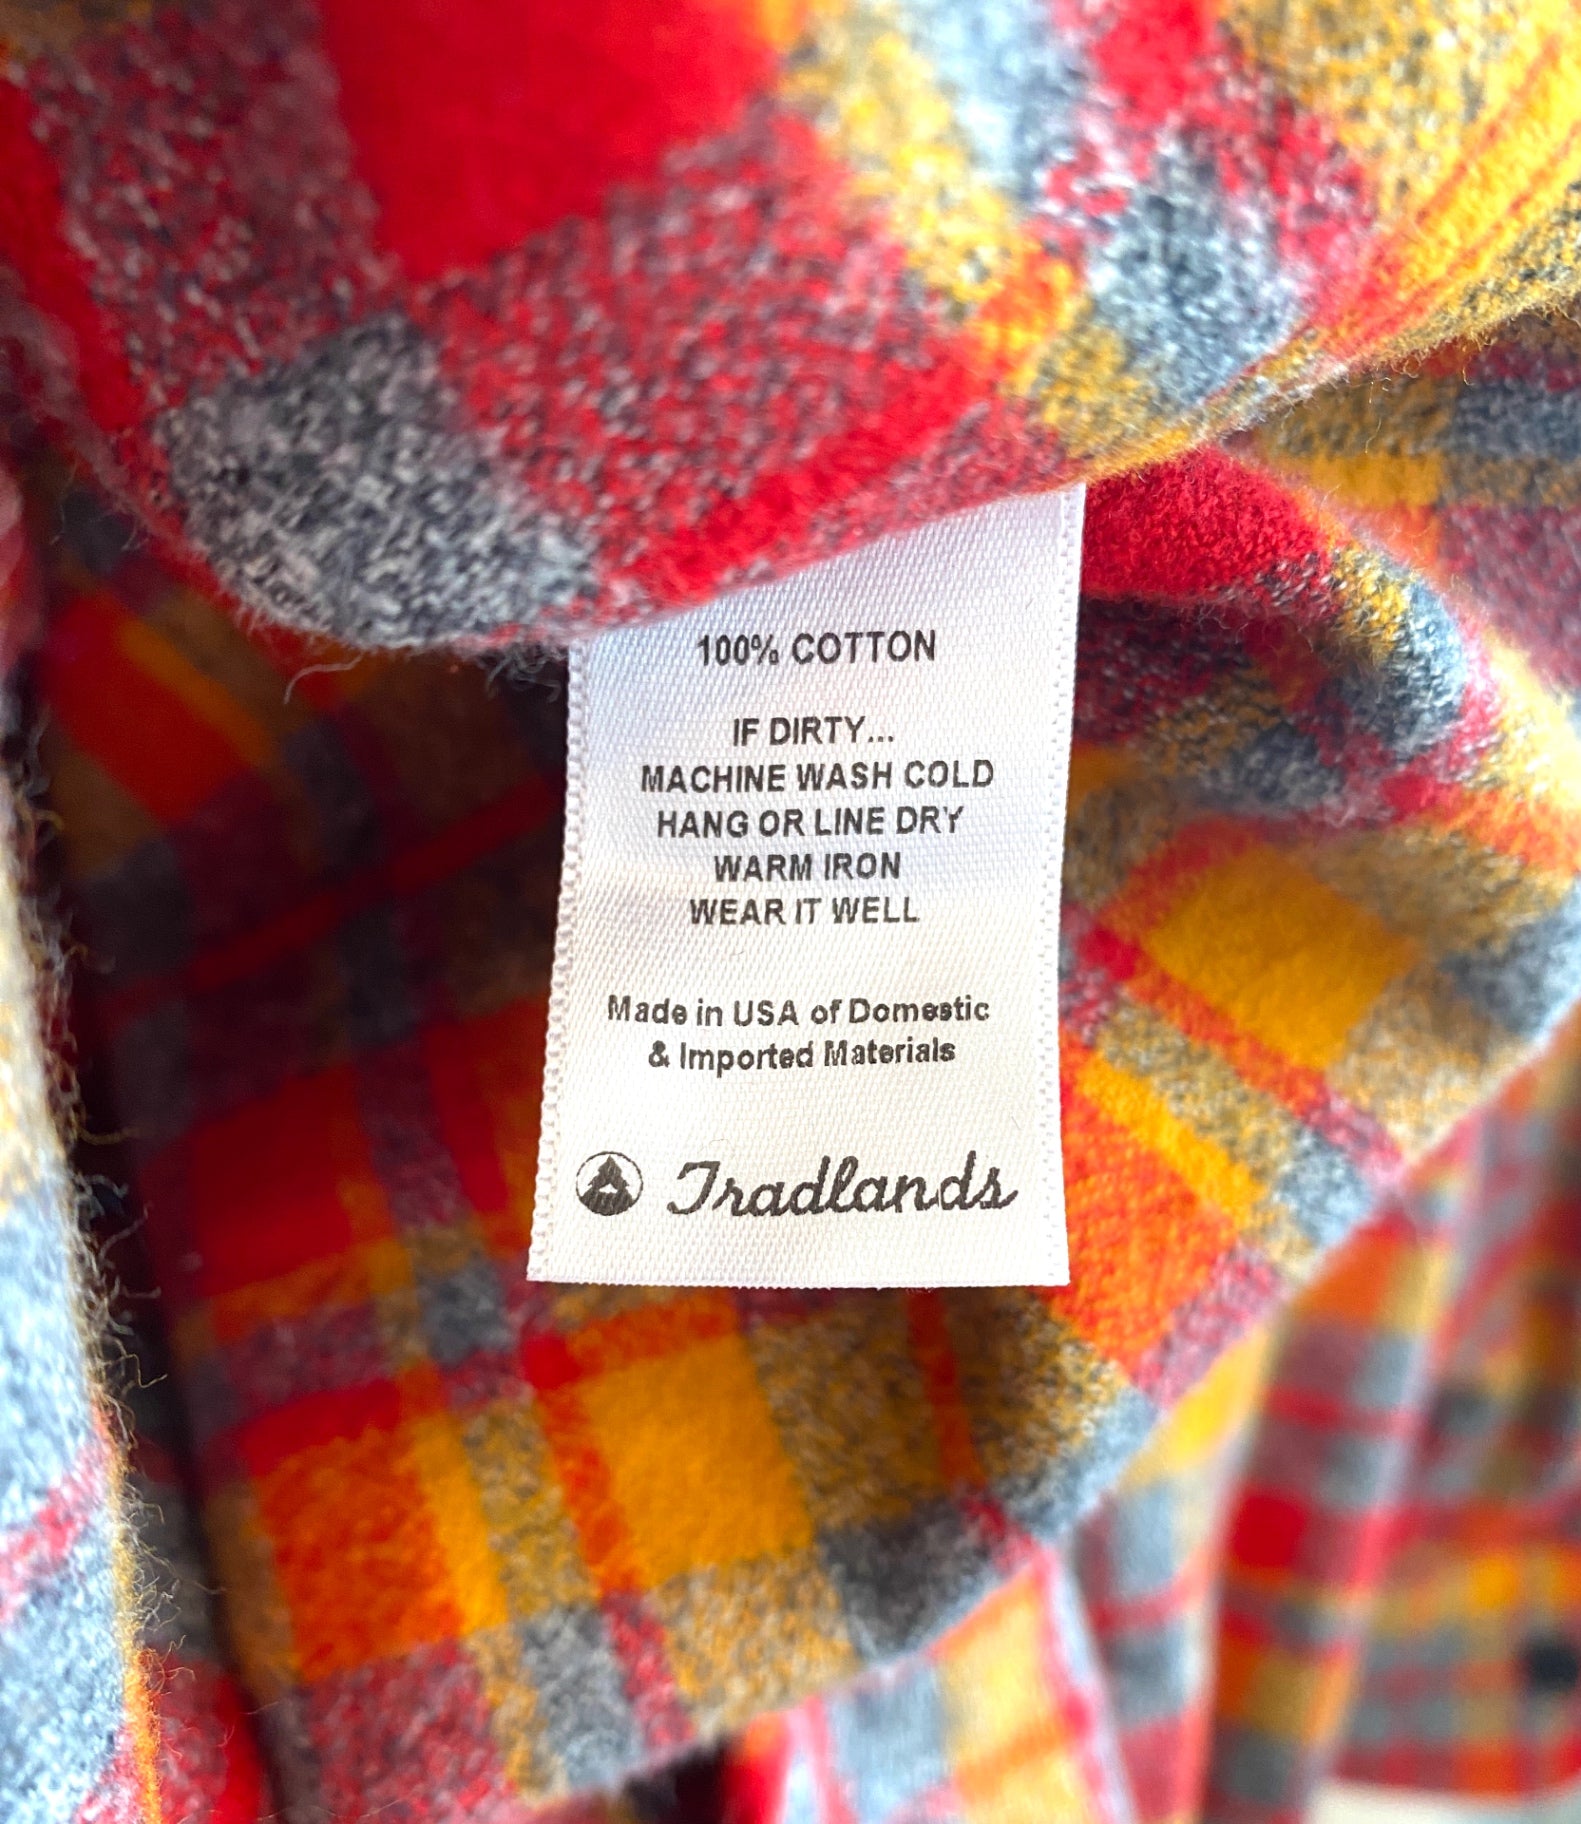 100% COTTON
IF DIRTY...
MACHINE WASH COLD
HANG OR LINE DRY
WARM IRON
WEAR IT WELL
Made in USA of Domestic
& Imported Materials
Tradlands